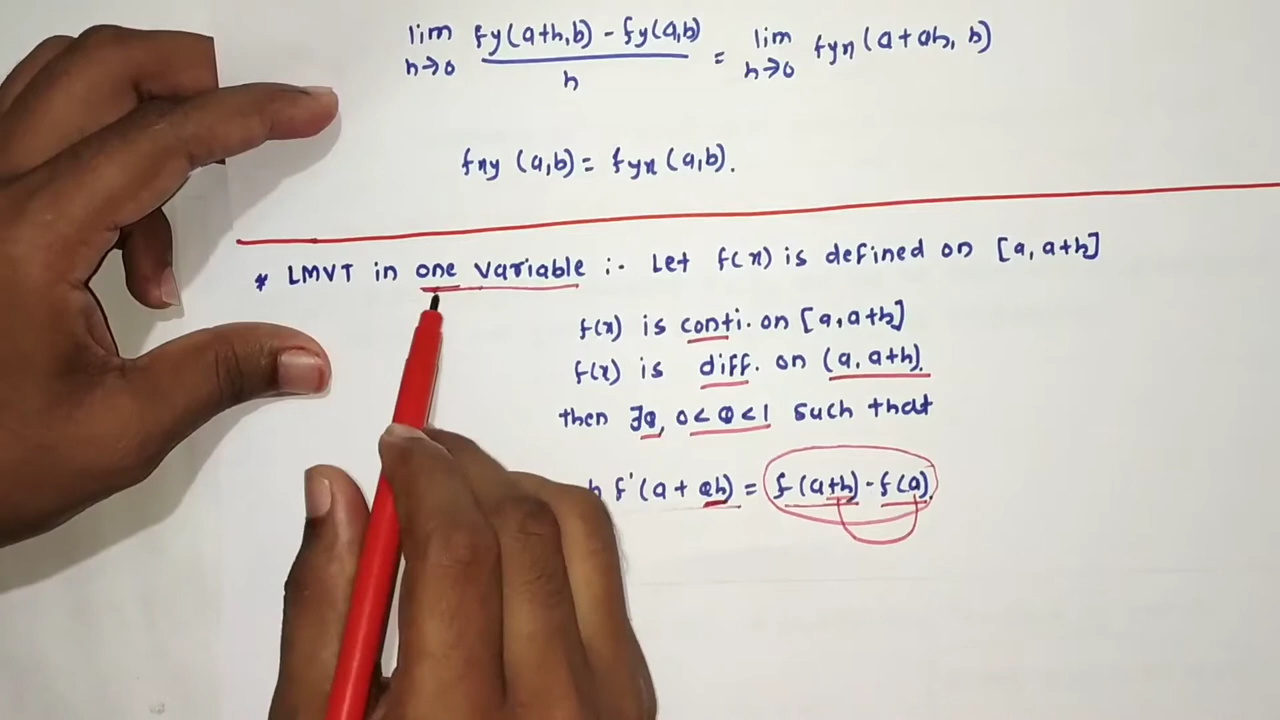 lim h→0 fy(a+h,b) - fy(a,b) / h = lim h→0 fyx (a+θh, b)
fxy (a,b) = fyx (a,b).
* LMVT in one variable :- Let f(x) is defined on [a, a+h]
f(x) is conti. on [a, a+h]
f(x) is diff. on (a, a+h).
then ∃θ, 0<θ<1 such that
h f'(a + θh) = f(a+h) - f(a).